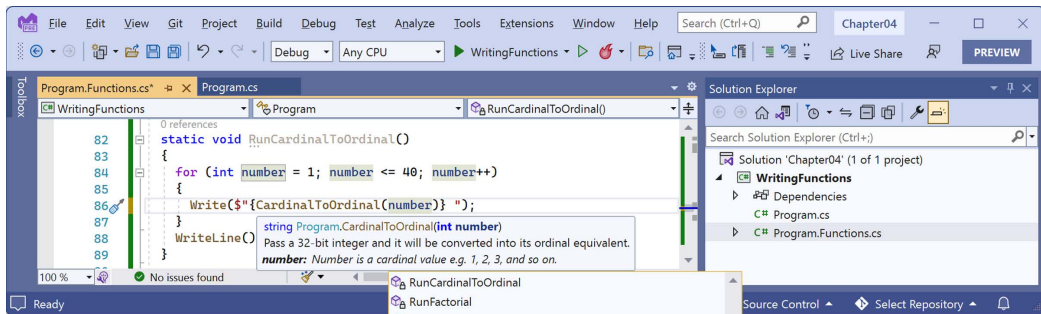 File Edit View Git Project Build Debug Test Analyze Tools Extensions Window Help Search (Ctrl+Q) Chapter04
Debug Any CPU WritingFunctions Live Share PREVIEW
Toolbox
Program.Functions.cs* Program.cs
WritingFunctions Program RunCardinalToOrdinal()
0 references
82 static void RunCardinalToOrdinal()
83 {
84 for (int number = 1; number <= 40; number++)
85 {
86 Write($"{CardinalToOrdinal(number)} ");
87 }
88 WriteLine()
89 }
string Program.CardinalToOrdinal(int number)
Pass a 32-bit integer and it will be converted into its ordinal equivalent.
number: Number is a cardinal value e.g. 1, 2, 3, and so on.
100 % No issues found
RunCardinalToOrdinal
RunFactorial
Solution Explorer
Search Solution Explorer (Ctrl+;)
Solution 'Chapter04' (1 of 1 project)
C# WritingFunctions
Dependencies
C# Program.cs
C# Program.Functions.cs
Ready Source Control Select Repository